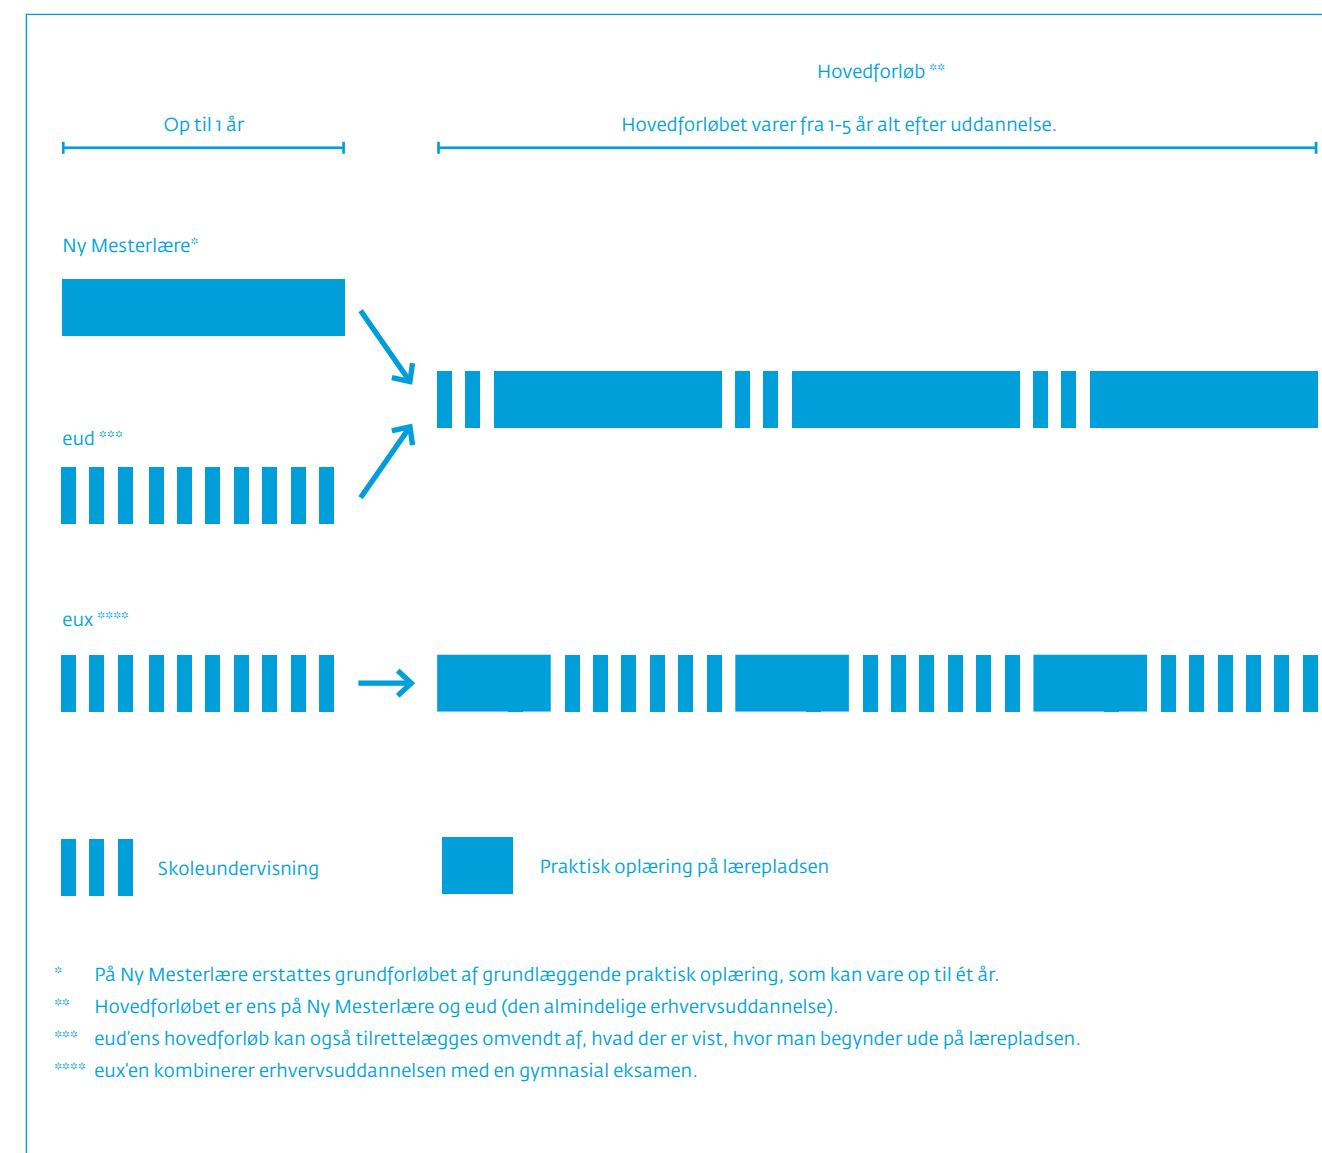 Hovedforløb **
Op til 1 år
Hovedforløbet varer fra 1-5 år alt efter uddannelse.
Ny Mesterlære*
eud ***
eux ****
Skoleundervisning
Praktisk oplæring på lærepladsen
* På Ny Mesterlære erstattes grundforløbet af grundlæggende praktisk oplæring, som kan vare op til ét år.
** Hovedforløbet er ens på Ny Mesterlære og eud (den almindelige erhvervsuddannelse).
*** eud'ens hovedforløb kan også tilrettelægges omvendt af, hvad der er vist, hvor man begynder ude på lærepladsen.
**** eux'en kombinerer erhvervsuddannelsen med en gymnasial eksamen.